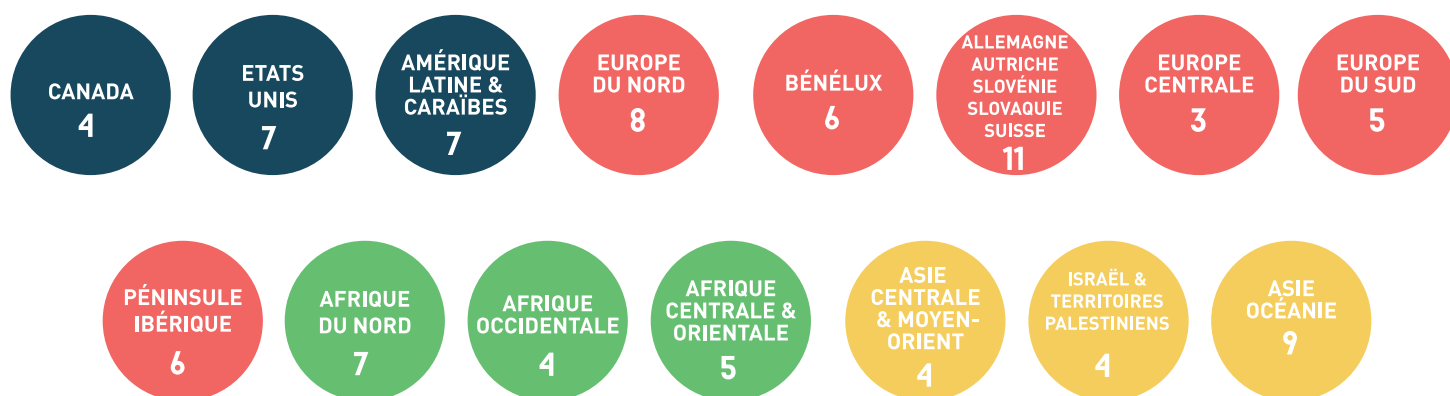 CANADA
4
ETATS
UNIS
7
AMÉRIQUE
LATINE &
CARAÏBES
7
EUROPE
DU NORD
8
BÉNÉLUX
6
ALLEMAGNE
AUTRICHE
SLOVÉNIE
SLOVAQUIE
SUISSE
11
EUROPE
CENTRALE
3
EUROPE
DU SUD
5
PÉNINSULE
IBÉRIQUE
6
AFRIQUE
DU NORD
7
AFRIQUE
OCCIDENTALE
4
AFRIQUE
CENTRALE &
ORIENTALE
5
ASIE
CENTRALE
& MOYEN-
ORIENT
4
ISRAËL &
TERRITOIRES
PALESTINIENS
4
ASIE
OCÉANIE
9